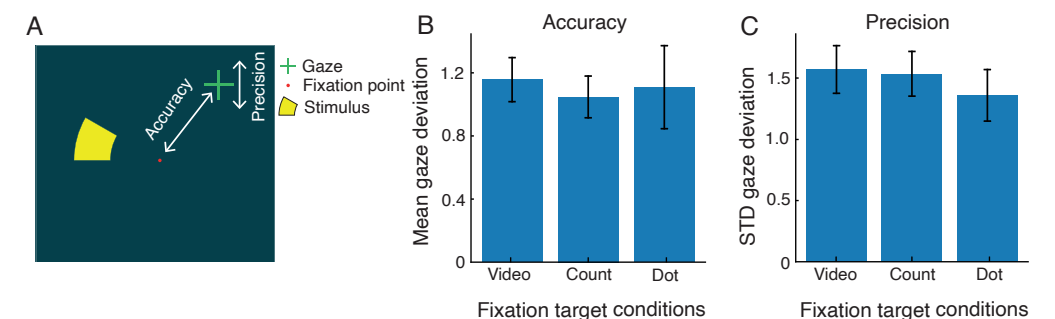 A
Accuracy
Precision
Gaze
Fixation point
Stimulus
B
Accuracy
Mean gaze deviation
1.2
0.8
0.4
0
Video Count Dot
Fixation target conditions
C
Precision
STD gaze deviation
1.5
1.0
0.5
0
Video Count Dot
Fixation target conditions